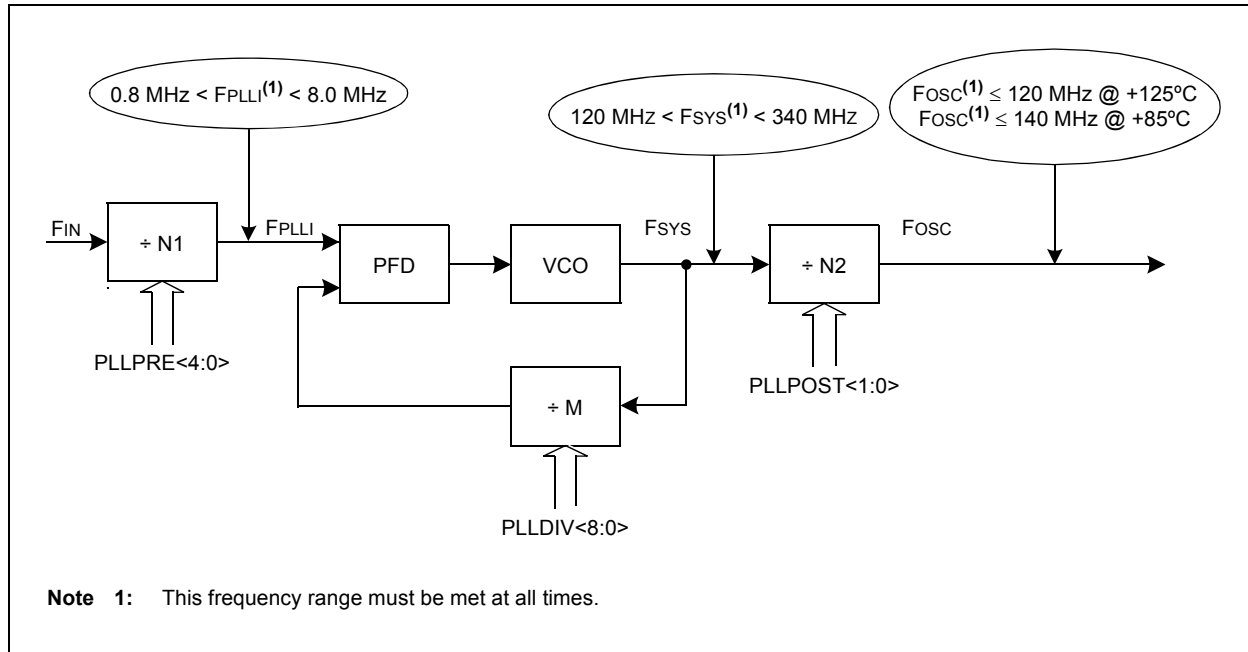 0.8 MHz < FPLLI(1) < 8.0 MHz
120 MHz < FSYS(1) < 340 MHz
FOSC(1) ≤ 120 MHz @ +125ºC
FOSC(1) ≤ 140 MHz @ +85ºC
FIN
÷ N1
FPLLI
PFD
VCO
FSYS
÷ N2
FOSC
PLLPRE<4:0>
÷ M
PLLPOST<1:0>
PLLDIV<8:0>
Note 1: This frequency range must be met at all times.